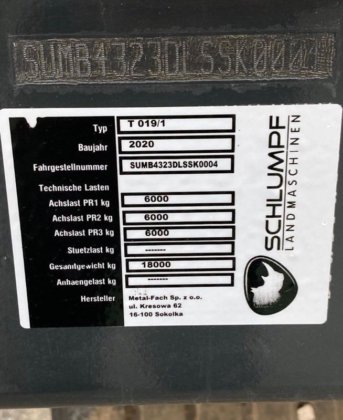 SUMB4323DLSSK0004
Typ T 019/1
Baujahr 2020
Fahrgestellnummer SUMB4323DLSSK0004
Technische Lasten
Achslast PR1 kg 6000
Achslast PR2 kg 6000
Achslast PR3 kg 6000
Stuetzlast kg -------
Gesamtgewicht kg 18000
Anhaengelast kg -------
Hersteller Metal-Fach Sp. z o.o.
ul. Kresowa 62
16-100 Sokolka
SCHLUMPF
LANDMASCHINEN